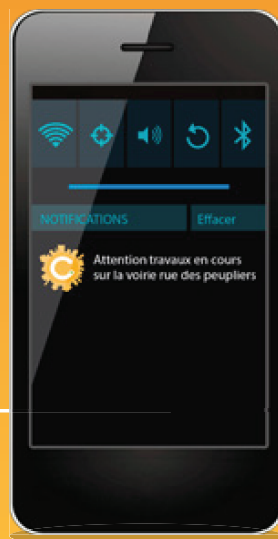 NOTIFICATIONS Effacer
C
Attention travaux en cours
sur la voirie rue des peupliers